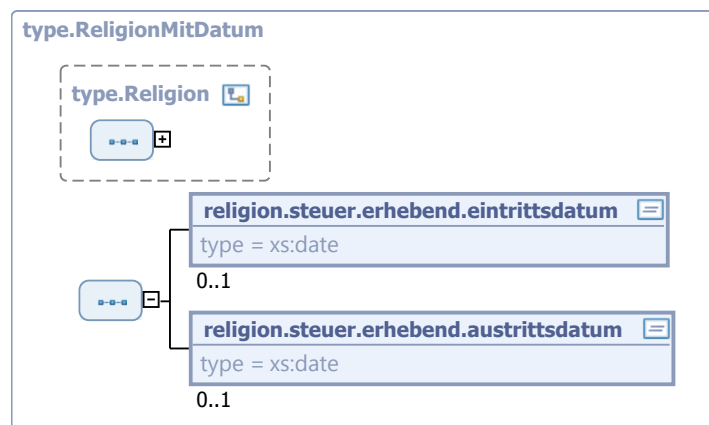 type.ReligionMitDatum
type.Religion
religion.steuer.erhebend.eintrittsdatum
type = xs:date
0..1
religion.steuer.erhebend.austrittsdatum
type = xs:date
0..1